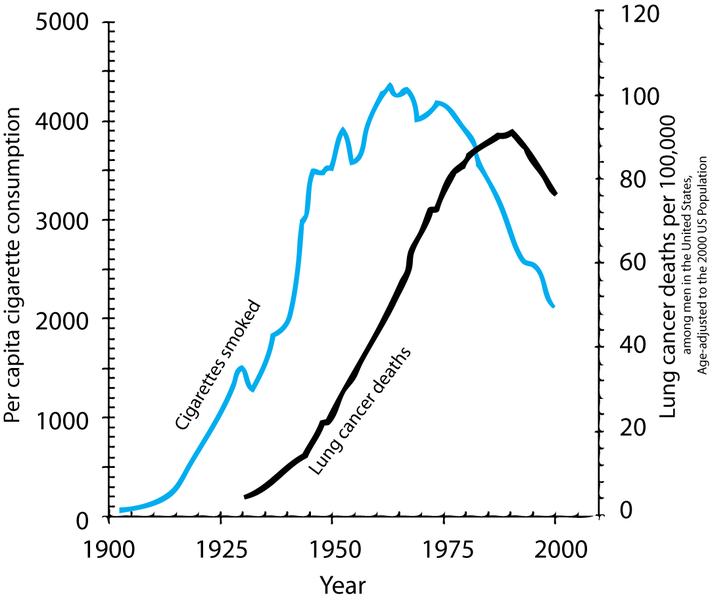 Per capita cigarette consumption
5000
4000
3000
2000
1000
0
Cigarettes smoked
Lung cancer deaths
120
100
80
60
40
20
0
Lung cancer deaths per 100,000
among men in the United States,
Age-adjusted to the 2000 US Population
1900
1925
1950
1975
2000
Year